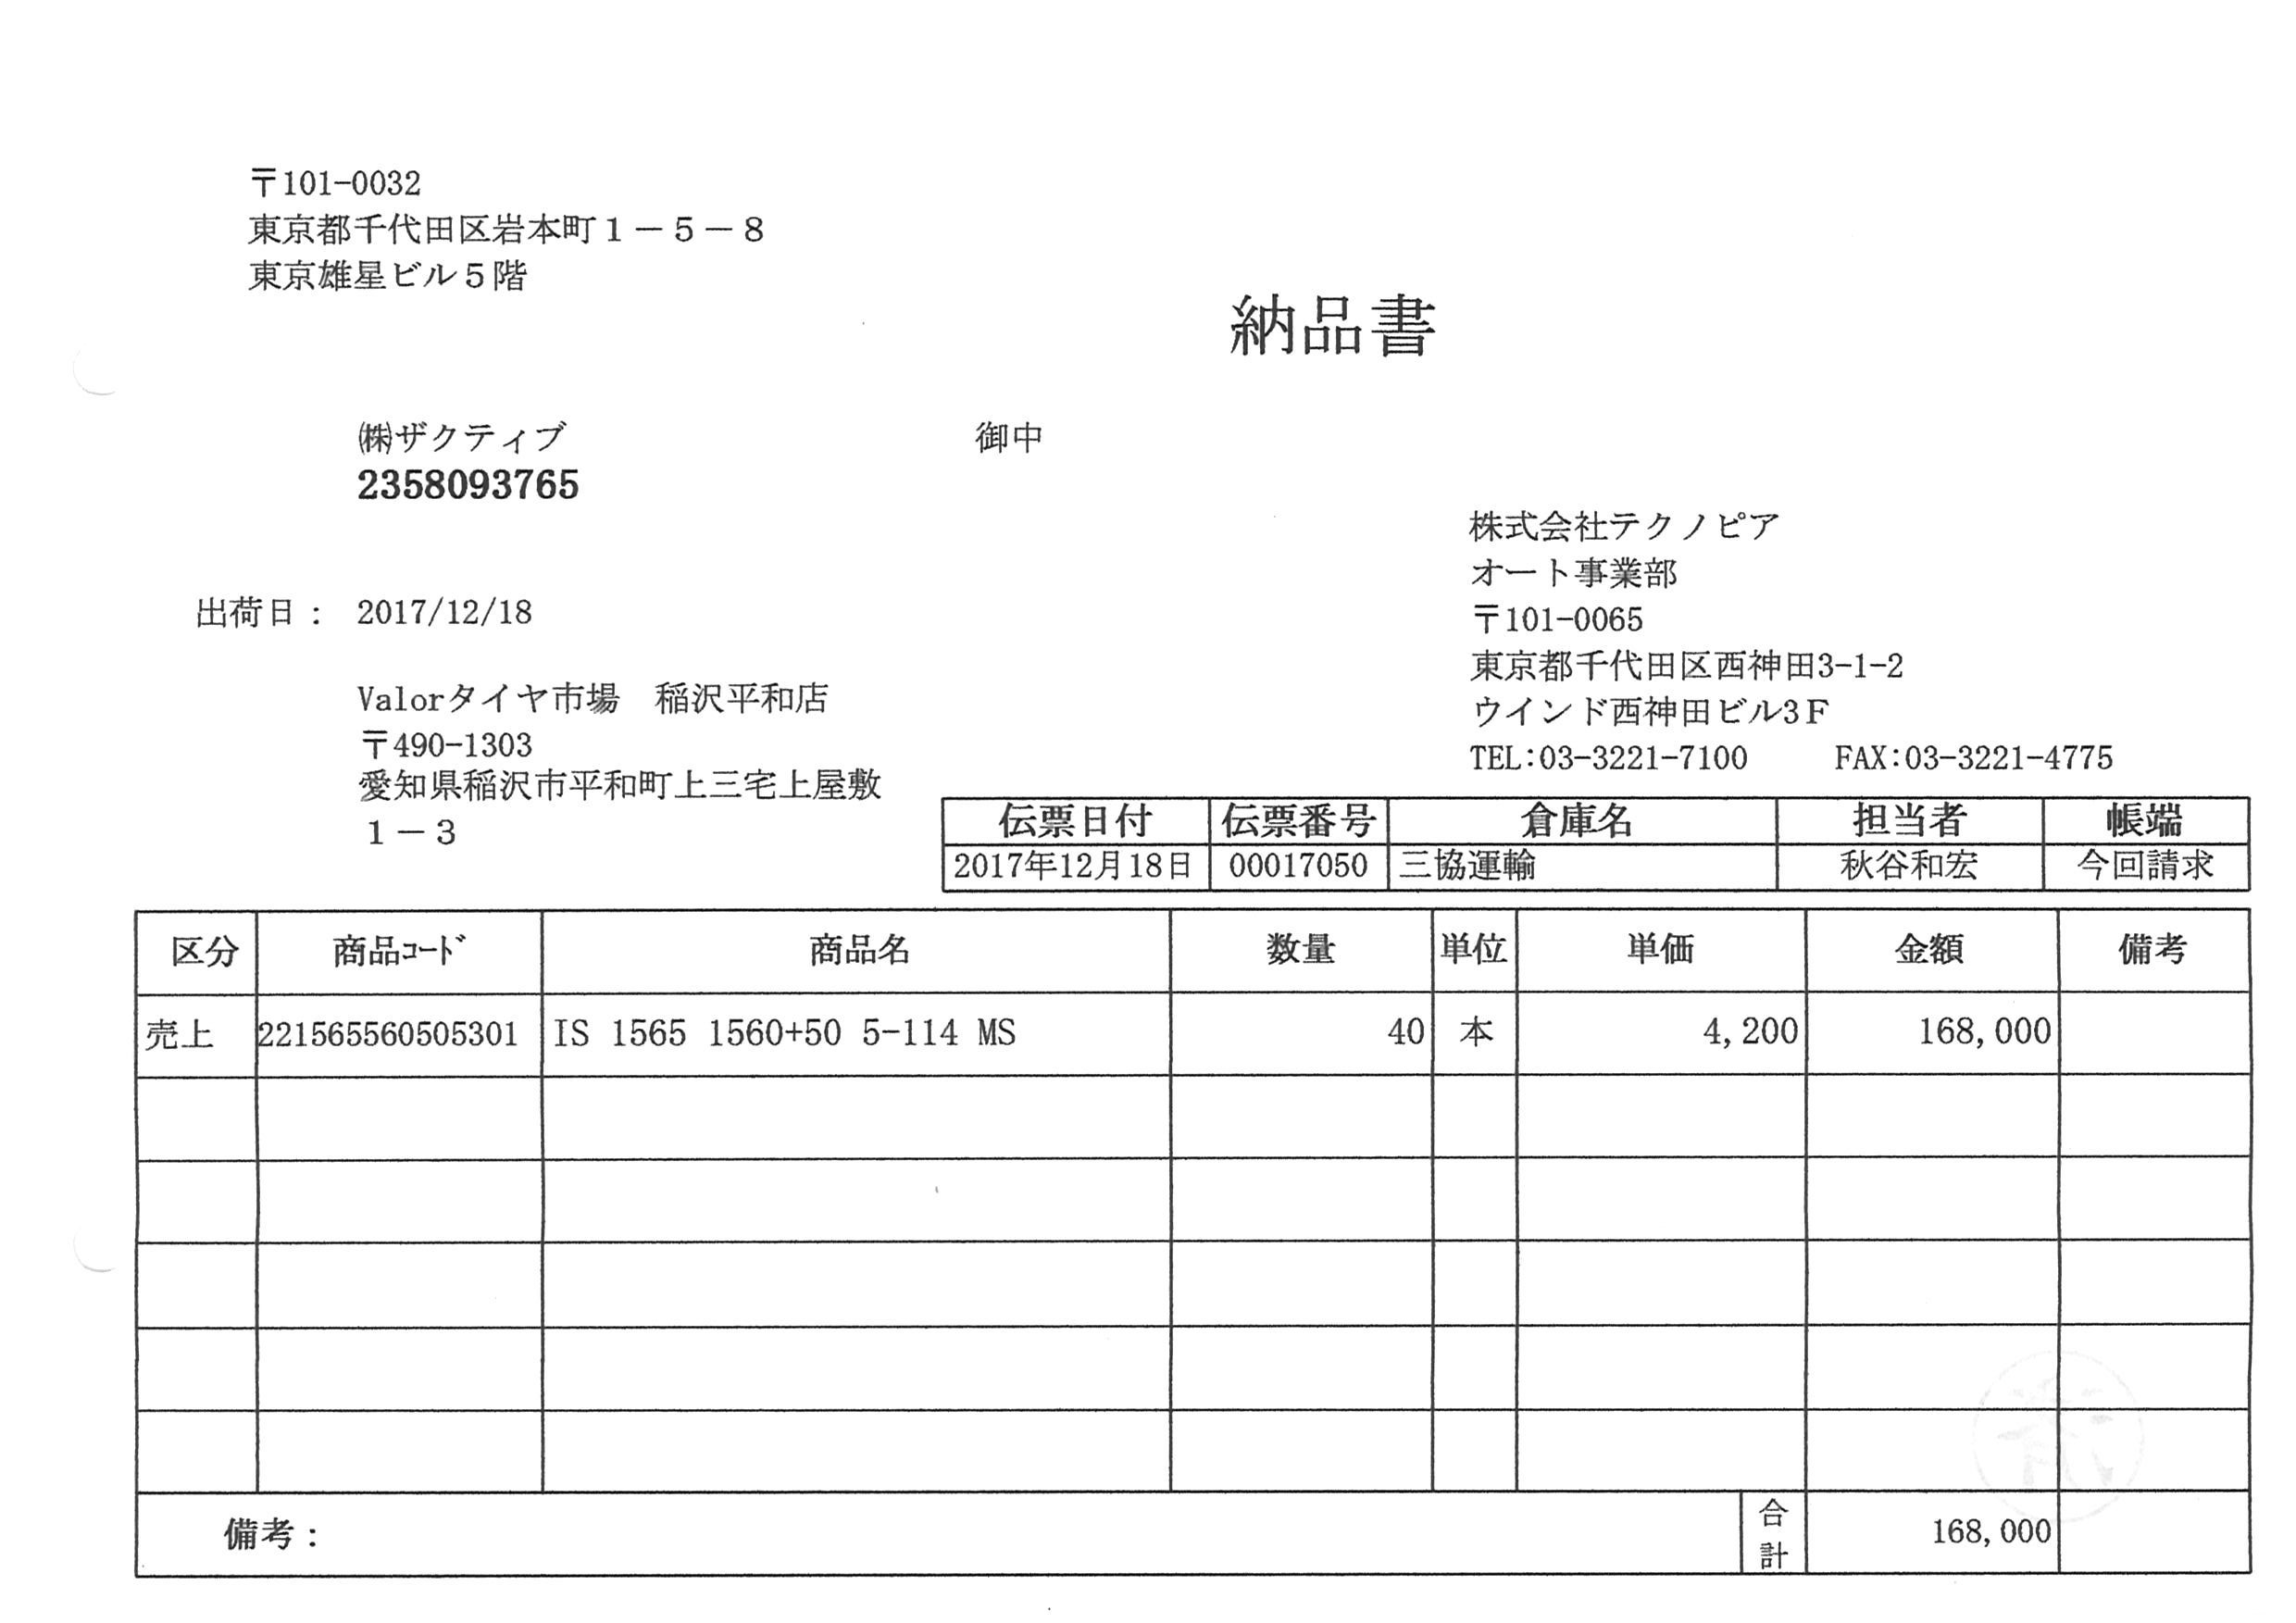 〒101-0032
東京都千代田区岩本町１－５－８
東京雄星ビル５階
納品書
㈱ザクティブ　御中
2358093765
株式会社テクノピア
オート事業部
〒101-0065
東京都千代田区西神田3-1-2
ウインド西神田ビル3Ｆ
TEL:03-3221-7100　FAX:03-3221-4775
出荷日： 2017/12/18
Valorタイヤ市場　稲沢平和店
〒490-1303
愛知県稲沢市平和町上三宅上屋敷
１－３
伝票日付 伝票番号 倉庫名 担当者 帳端
2017年12月18日 00017050 三協運輸 秋谷和宏 今回請求
区分 商品ｺｰﾄﾞ 商品名 数量 単位 単価 金額 備考
売上 221565560505301 IS 1565 1560+50 5-114 MS 40 本 4,200 168,000
備考： 合計 168,000